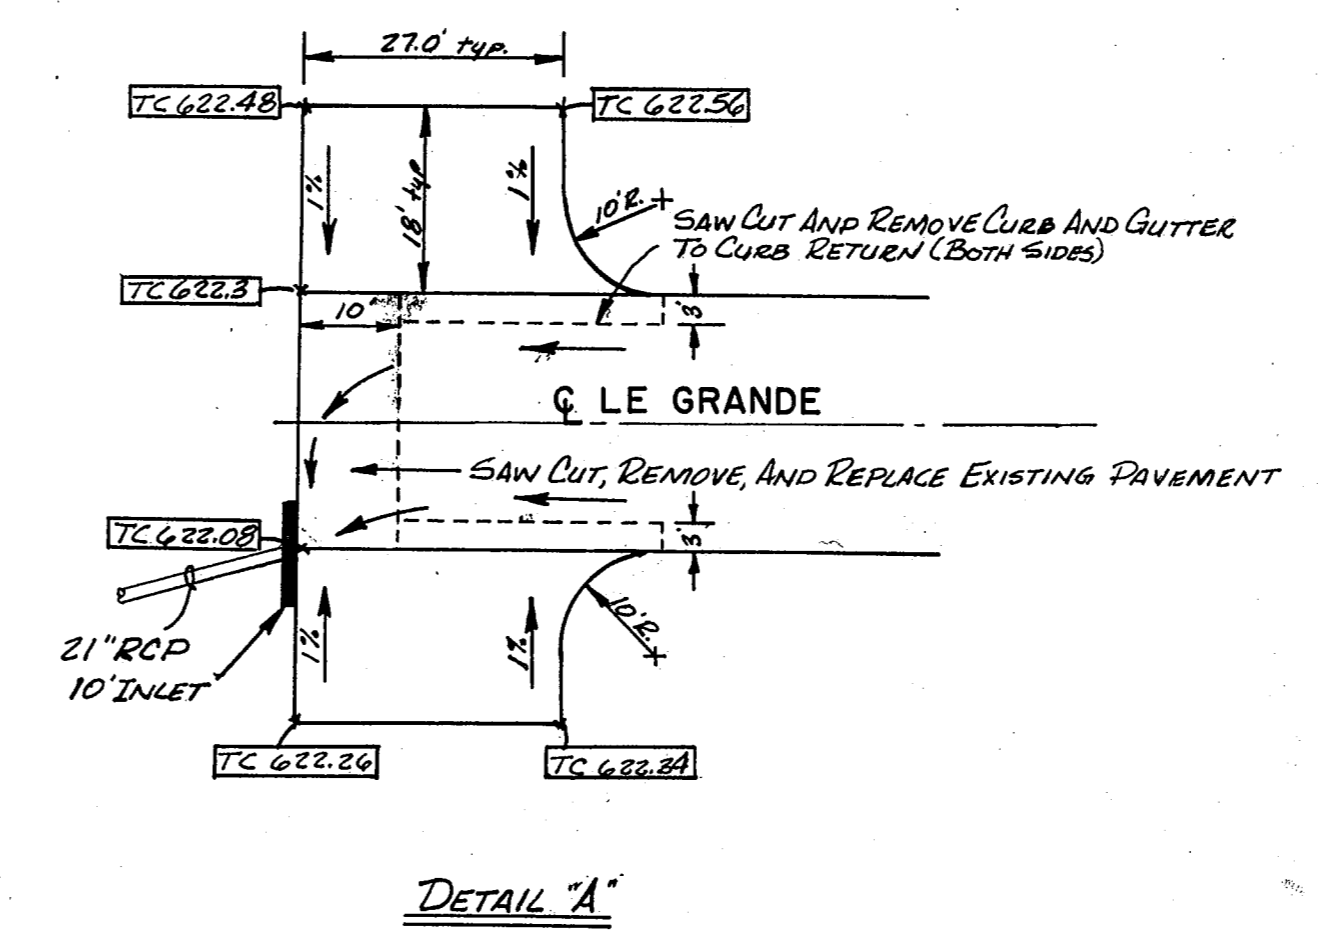 27.0' typ.
TC 622.48
TC 622.56
1%
18' typ
1%
10'R.
SAW CUT AND REMOVE CURB AND GUTTER
TO CURB RETURN (BOTH SIDES)
TC 622.3
10'
3'
℄ LE GRANDE
SAW CUT, REMOVE, AND REPLACE EXISTING PAVEMENT
TC 622.08
3'
21" RCP
10' INLET
1%
1%
10'R.
TC 622.26
TC 622.34
DETAIL "A"